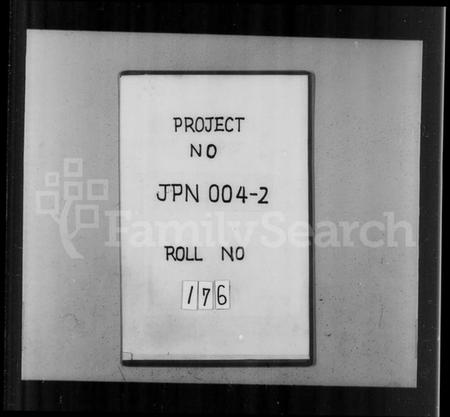 PROJECT
NO
JPN 004-2
FamilySearch
ROLL NO
176